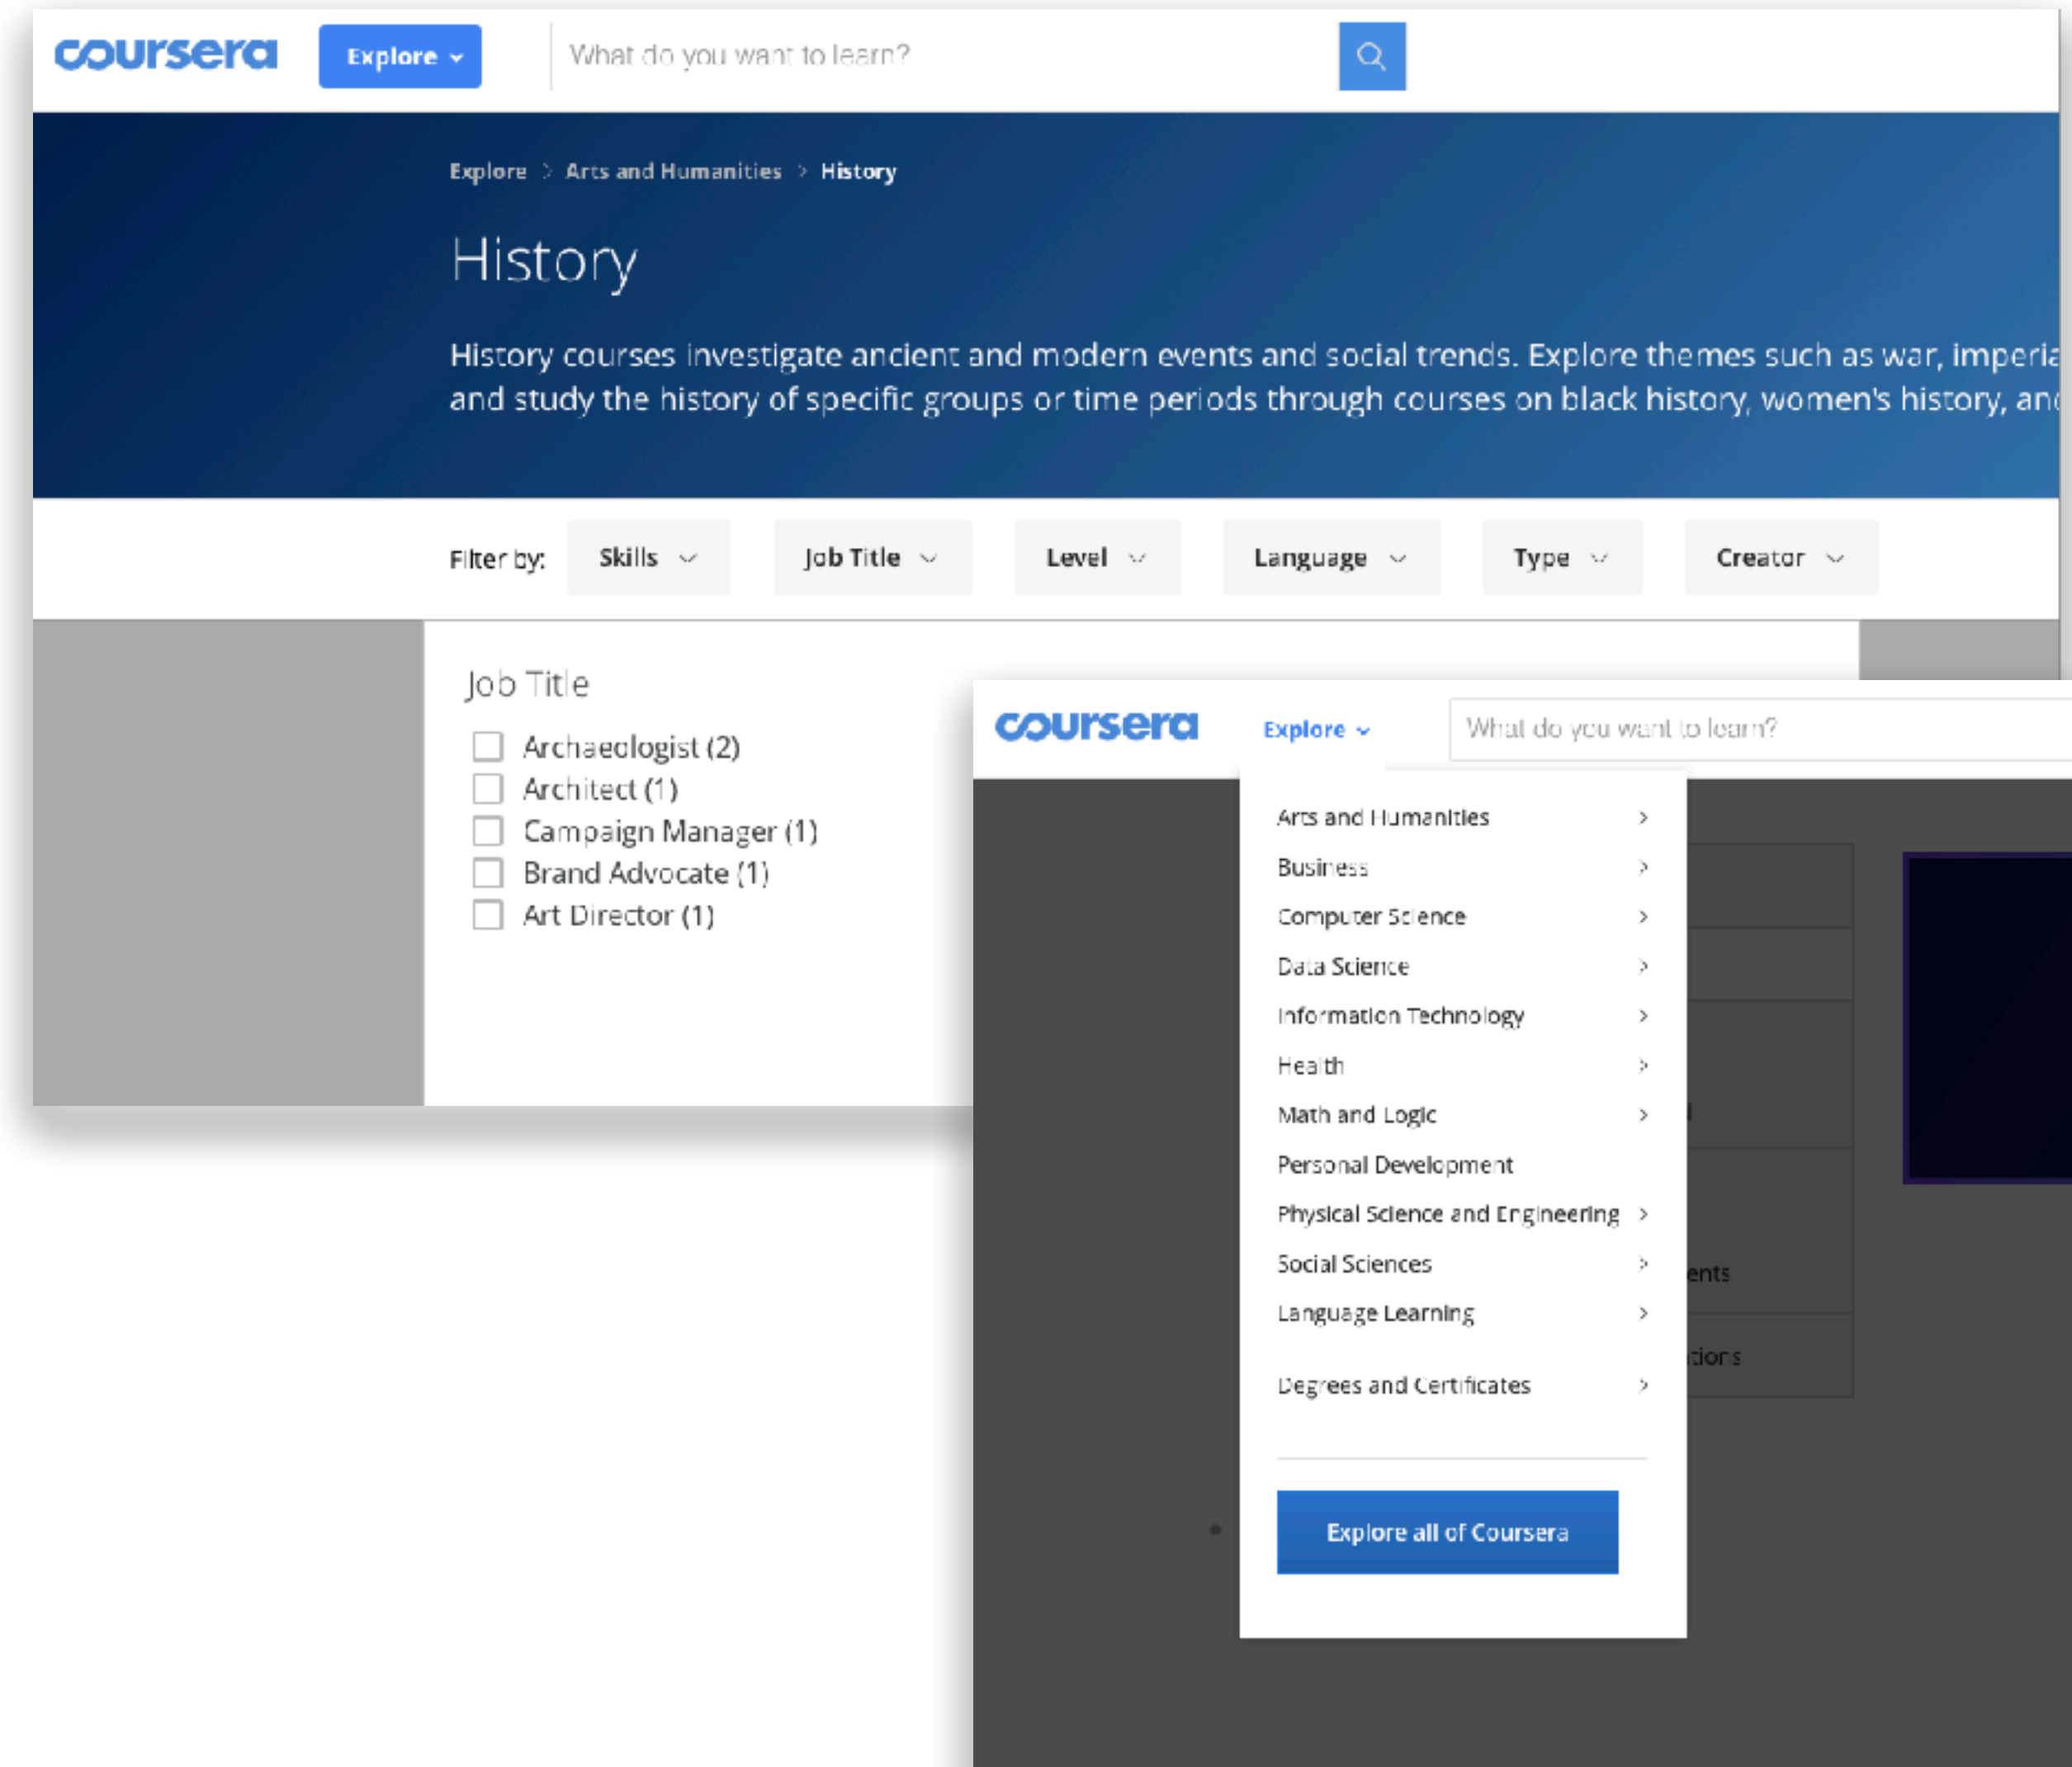 coursera
Explore
What do you want to learn?
Explore > Arts and Humanities > History
History
History courses investigate ancient and modern events and social trends. Explore themes such as war, imperia
and study the history of specific groups or time periods through courses on black history, women's history, and
Filter by: Skills Job Title Level Language Type Creator
Job Title
Archaeologist (2)
Architect (1)
Campaign Manager (1)
Brand Advocate (1)
Art Director (1)
coursera
Explore
What do you want to learn?
Arts and Humanities
Business
Computer Science
Data Science
Information Technology
Health
Math and Logic
Personal Development
Physical Science and Engineering
Social Sciences
Language Learning
Degrees and Certificates
Explore all of Coursera
ents
tions